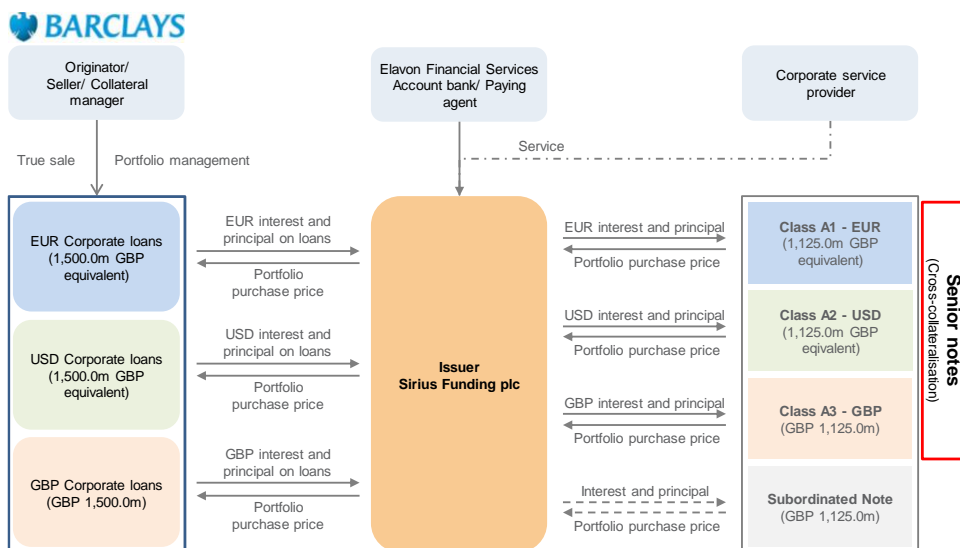 BARCLAYS
Originator/
Seller/ Collateral
manager
Elavon Financial Services
Account bank/ Paying
agent
Corporate service
provider
True sale
Portfolio management
Service
EUR Corporate loans
(1,500.0m GBP
equivalent)
EUR interest and
principal on loans
Portfolio
purchase price
USD Corporate loans
(1,500.0m GBP
equivalent)
USD interest and
principal on loans
Portfolio
purchase price
GBP Corporate loans
(GBP 1,500.0m)
GBP interest and
principal on loans
Portfolio
purchase price
Issuer
Sirius Funding plc
EUR interest and principal
Portfolio purchase price
USD interest and principal
Portfolio purchase price
GBP interest and principal
Portfolio purchase price
Interest and principal
Portfolio purchase price
Class A1 - EUR
(1,125.0m GBP
equivalent)
Class A2 - USD
(1,125.0m GBP
eqivalent)
Class A3 - GBP
(GBP 1,125.0m)
Subordinated Note
(GBP 1,125.0m)
Senior notes
(Cross-collateralisation)